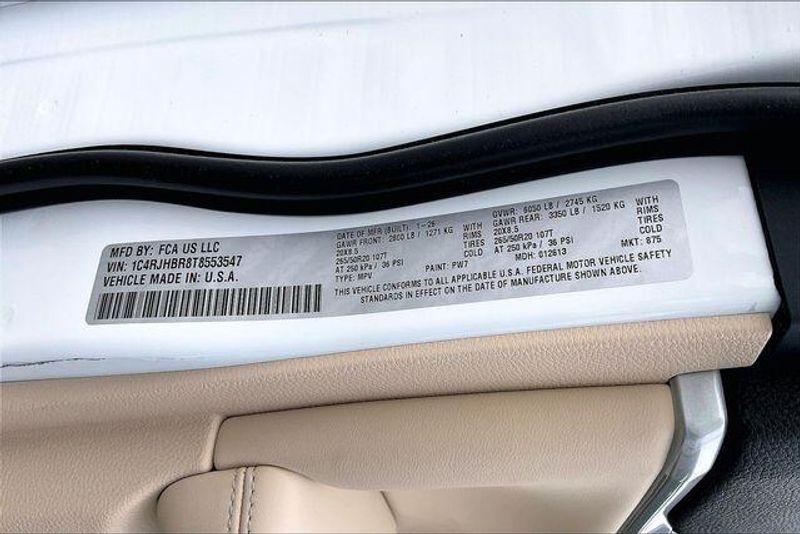 MFD BY: FCA US LLC
VIN: 1C4RJHBR8T8553547
VEHICLE MADE IN: U.S.A.
DATE OF MFR (BUILT): 1-26
GAWR FRONT: 2800 LB / 1271 KG WITH
20X8.5 RIMS
265/50R20 107T TIRES
AT 250 kPa / 36 PSI COLD
TYPE: MPV PAINT: PW7
GVWR: 6050 LB / 2745 KG
GAWR REAR: 3350 LB / 1520 KG WITH
20X8.5 RIMS
265/50R20 107T TIRES
AT 250 kPa / 36 PSI COLD
MDH: 012613 MKT: 875
THIS VEHICLE CONFORMS TO ALL APPLICABLE U.S.A. FEDERAL MOTOR VEHICLE SAFETY
STANDARDS IN EFFECT ON THE DATE OF MANUFACTURE SHOWN ABOVE.